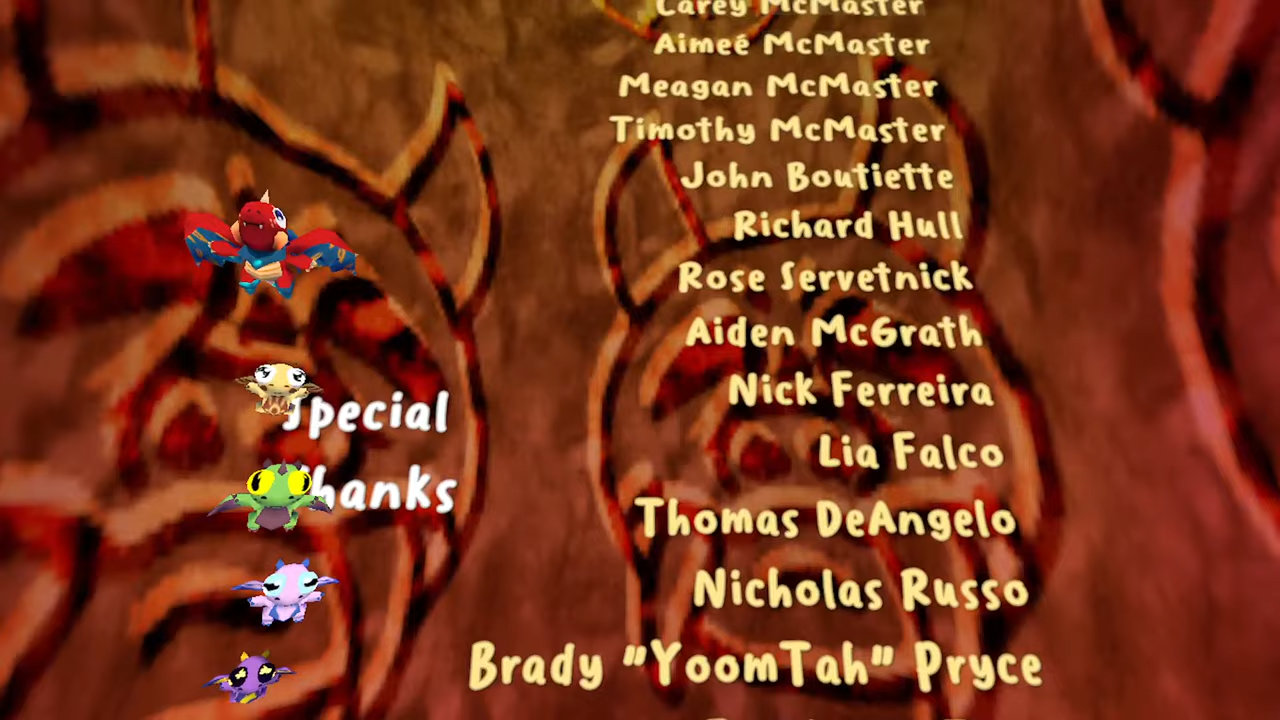 Carey McMaster
Aimeé McMaster
Meagan McMaster
Timothy McMaster
John Boutiette
Richard Hull
Rose Servetnick
Aiden McGrath
Nick Ferreira
Special
Lia Falco
Thanks
Thomas DeAngelo
Nicholas Russo
Brady "YoomTah" Pryce